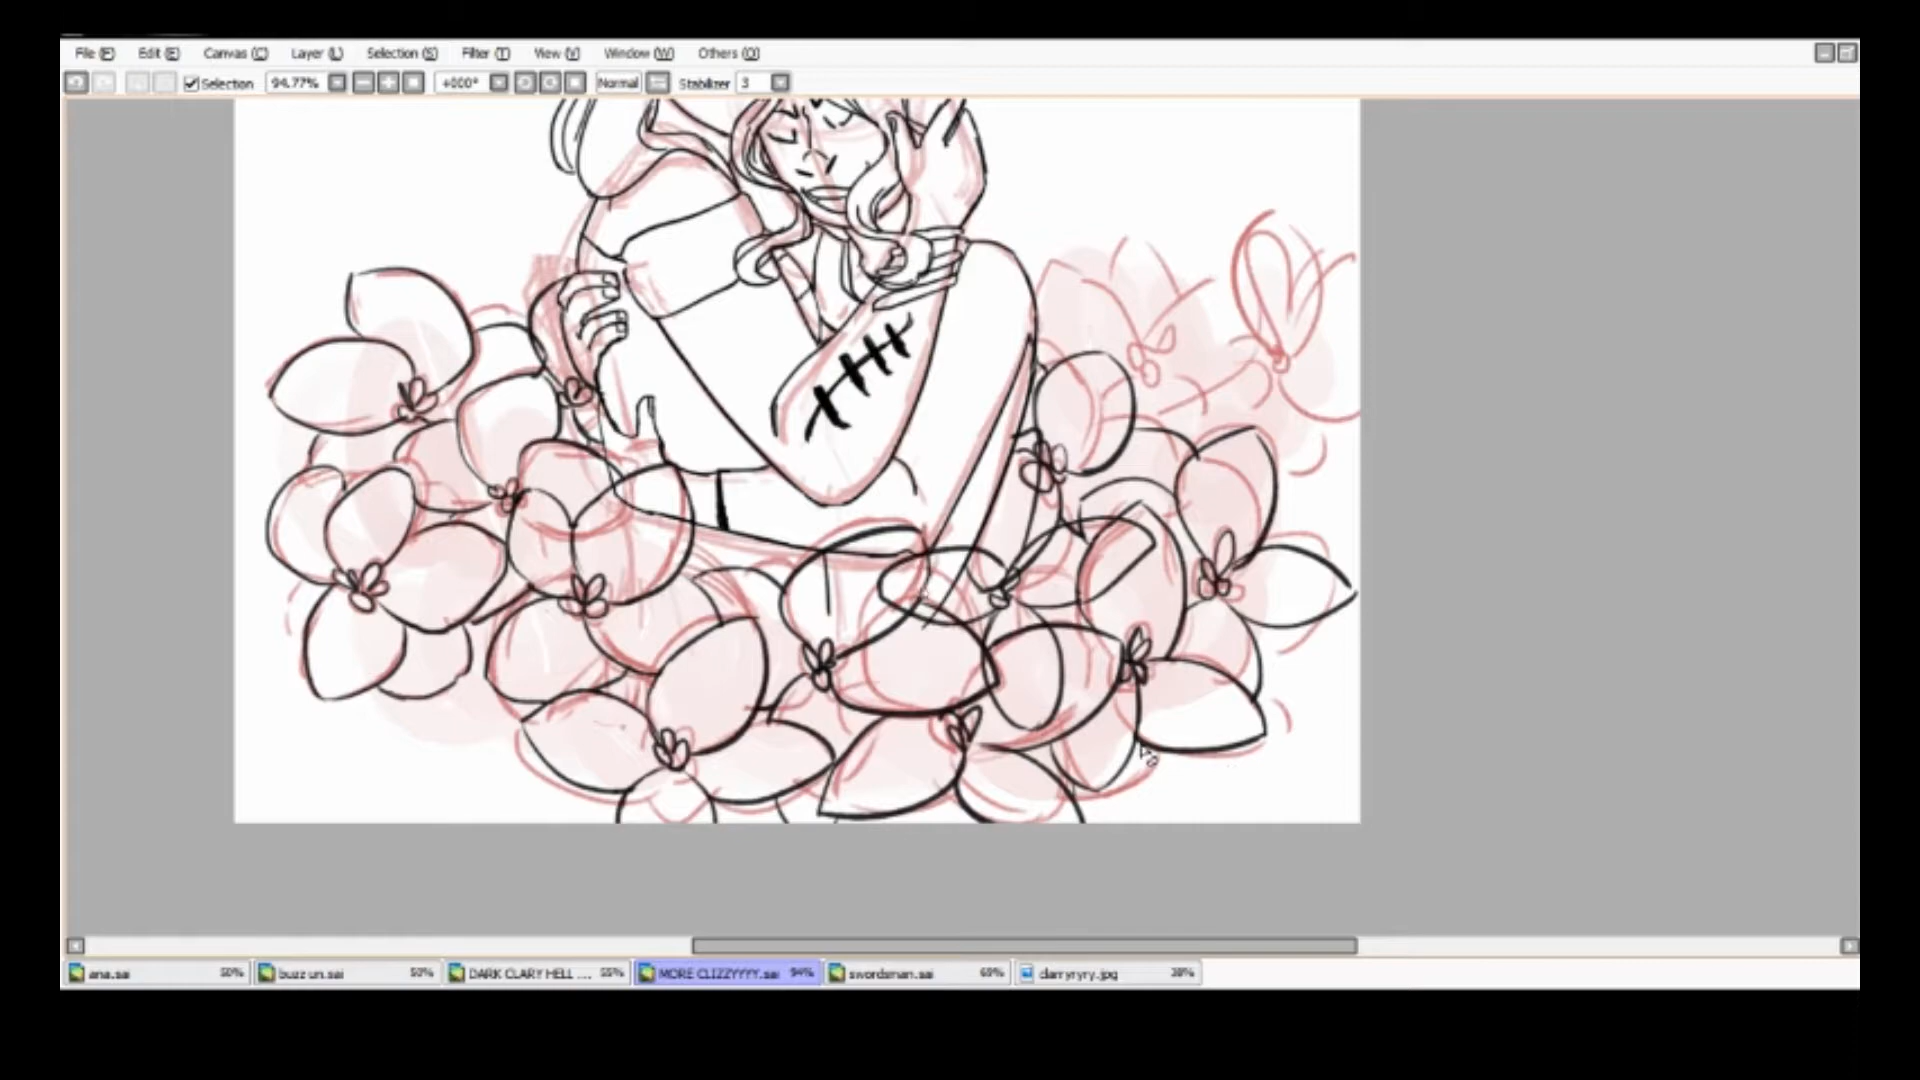 File (F) Edit (E) Canvas (C) Layer (L) Selection (S) Filter (T) View (V) Window (W) Others (O)
Selection 94.77% +000° Normal Stabilizer 3
ana.sai 50% buzz un.sai 50% DARK CLARY HELL ... 55% MORE CLIZZYYYY.sai 94% swordsman.sai 69% clarryryry.jpg 38%